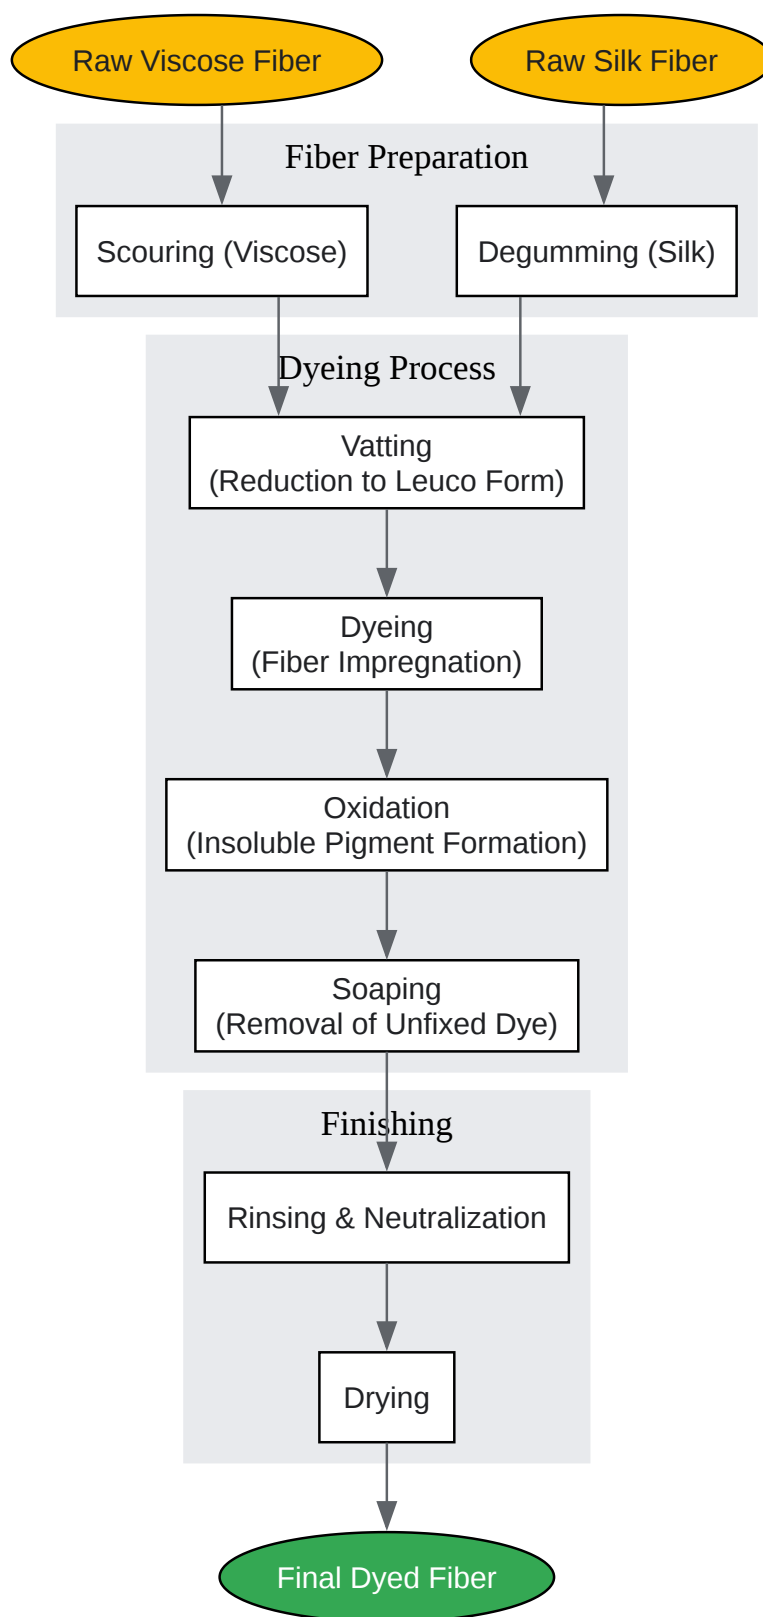 Raw Viscose Fiber
Raw Silk Fiber
Fiber Preparation
Scouring (Viscose)
Degumming (Silk)
Dyeing Process
Vatting
(Reduction to Leuco Form)
Dyeing
(Fiber Impregnation)
Oxidation
(Insoluble Pigment Formation)
Soaping
(Removal of Unfixed Dye)
Finishing
Rinsing & Neutralization
Drying
Final Dyed Fiber